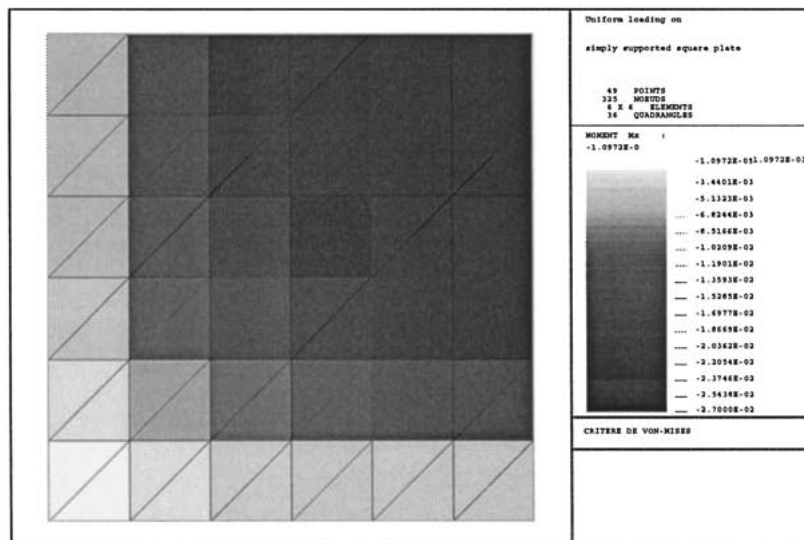 Uniform loading on
simply supported square plate
49 POINTS
325 NOEUDS
6 X 6 ELEMENTS
36 QUADRANGLES
MOMENT Mx :
-1.0972E-0
-1.0972E-05 1.0972E-03
-3.4401E-03
-5.1323E-03
-6.8244E-03
-8.5166E-03
-1.0209E-02
-1.1901E-02
-1.3593E-02
-1.5285E-02
-1.6977E-02
-1.8669E-02
-2.0362E-02
-2.2054E-02
-2.3746E-02
-2.5438E-02
-2.7000E-02
CRITERE DE VON-MISES